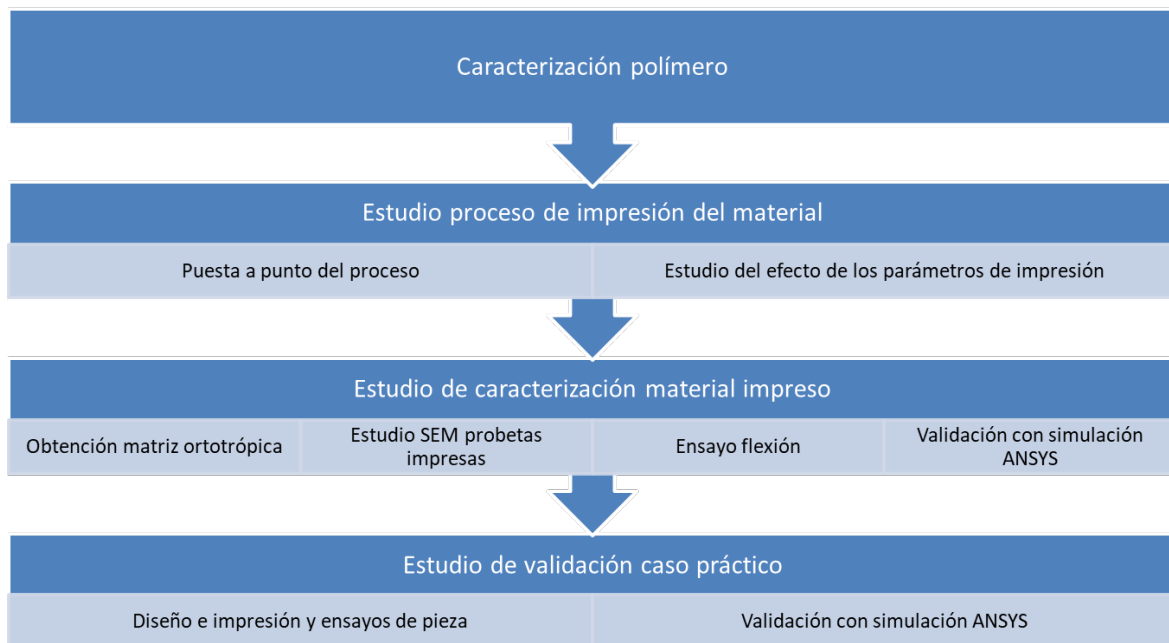 Caracterización polímero
Estudio proceso de impresión del material
Puesta a punto del proceso
Estudio del efecto de los parámetros de impresión
Estudio de caracterización material impreso
Obtención matriz ortotrópica
Estudio SEM probetas
impresas
Ensayo flexión
Validación con simulación
ANSYS
Estudio de validación caso práctico
Diseño e impresión y ensayos de pieza
Validación con simulación ANSYS